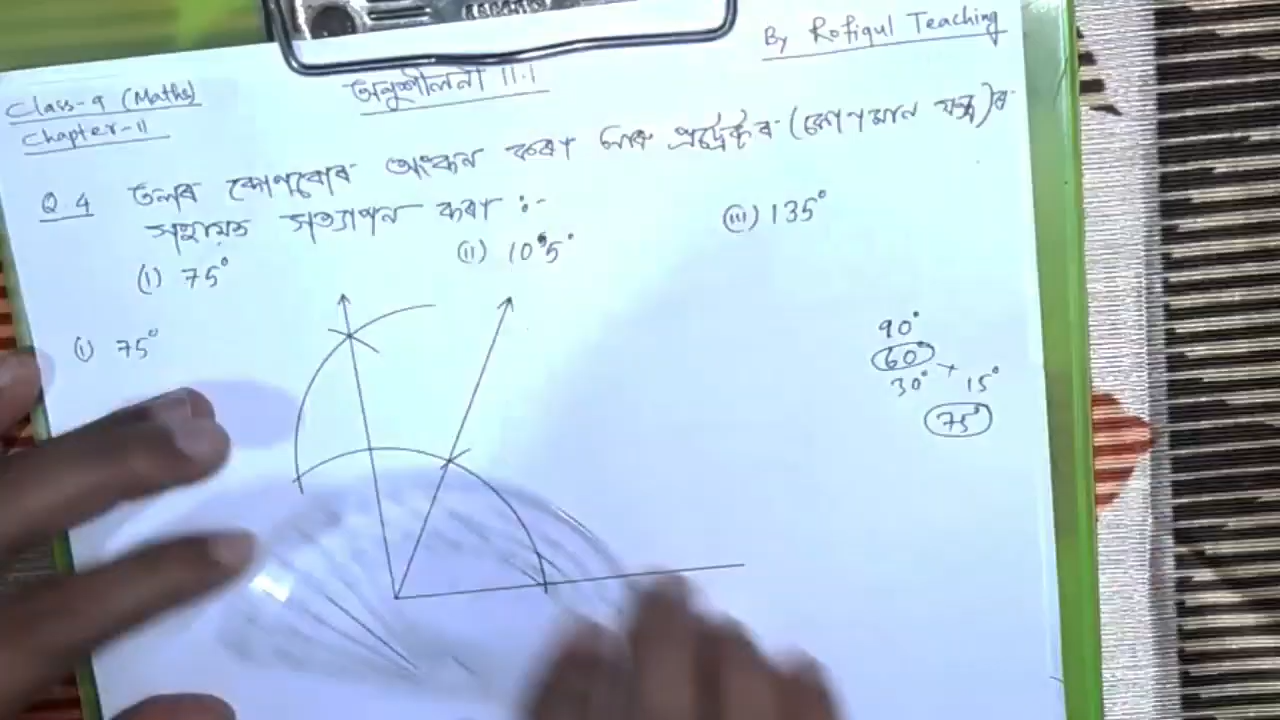 By Rofiqul Teaching
Class-9 (Maths)
অনুশীলনী 11.1
Chapter-11
Q.4 তলৰ কোণবোৰ অংকন কৰা আৰু প্ৰট্ৰেক্টৰ (কোণমান যন্ত্ৰ)ৰ
সহায়ত সত্যাপন কৰা :-
(i) 75° (ii) 105° (iii) 135°
(i) 75°
90°
60°
30° + 15°
75°